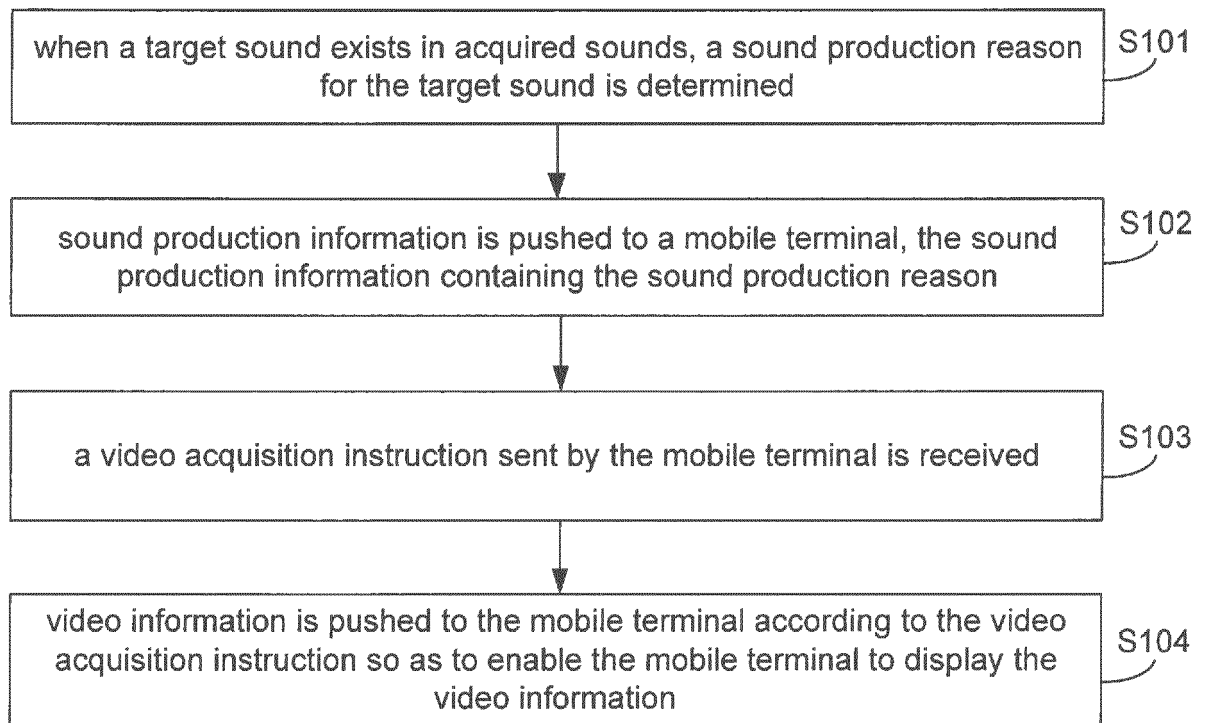 when a target sound exists in acquired sounds, a sound production reason
for the target sound is determined
S101
sound production information is pushed to a mobile terminal, the sound
production information containing the sound production reason
S102
a video acquisition instruction sent by the mobile terminal is received
S103
video information is pushed to the mobile terminal according to the video
acquisition instruction so as to enable the mobile terminal to display the
video information
S104